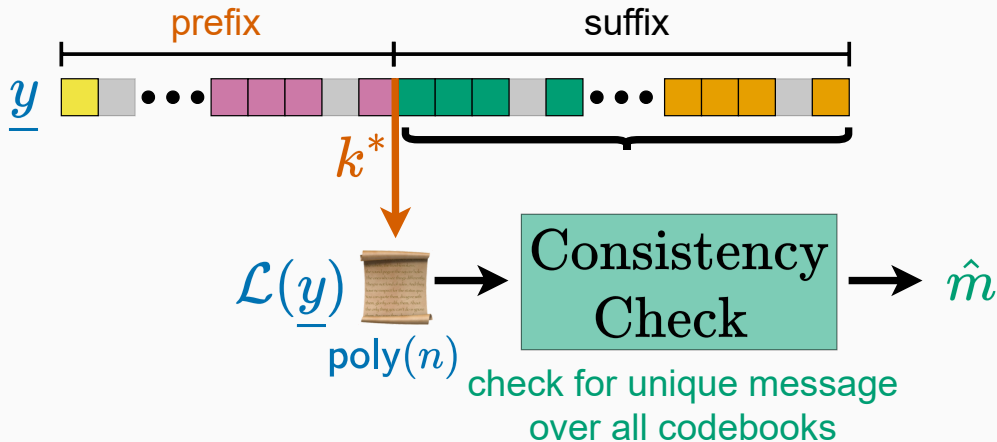 prefix
suffix
y
k*
ℒ(y)
poly(n)
Consistency
Check
m̂
check for unique message
over all codebooks